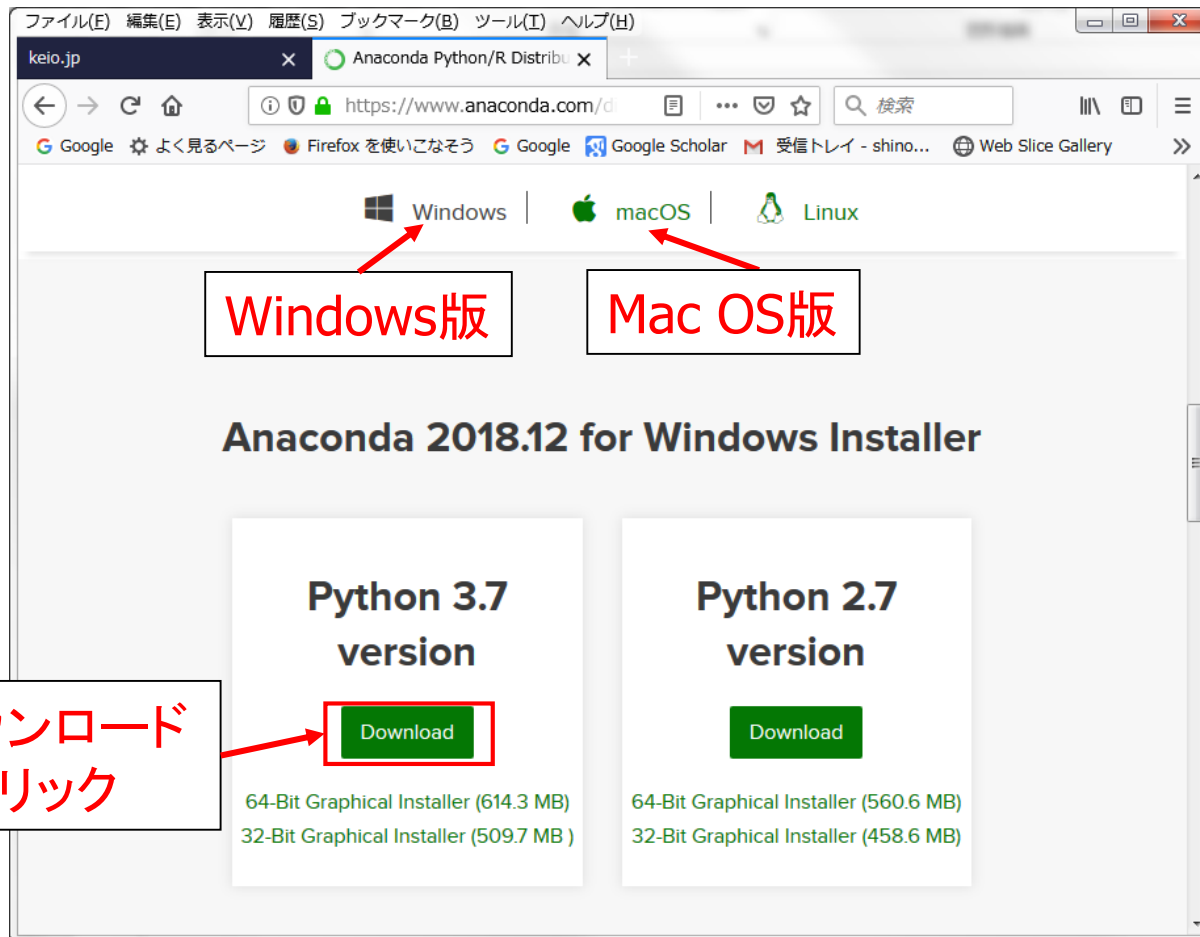 ファイル(F) 編集(E) 表示(V) 履歴(S) ブックマーク(B) ツール(T) ヘルプ(H)
keio.jp
Anaconda Python/R Distribu
https://www.anaconda.com/d
検索
Google よく見るページ Firefox を使いこなそう Google Google Scholar 受信トレイ - shino... Web Slice Gallery
Windows macOS Linux
Windows版
Mac OS版
Anaconda 2018.12 for Windows Installer
Python 3.7
version
Download
64-Bit Graphical Installer (614.3 MB)
32-Bit Graphical Installer (509.7 MB )
Python 2.7
version
Download
64-Bit Graphical Installer (560.6 MB)
32-Bit Graphical Installer (458.6 MB)
ンロード
リック